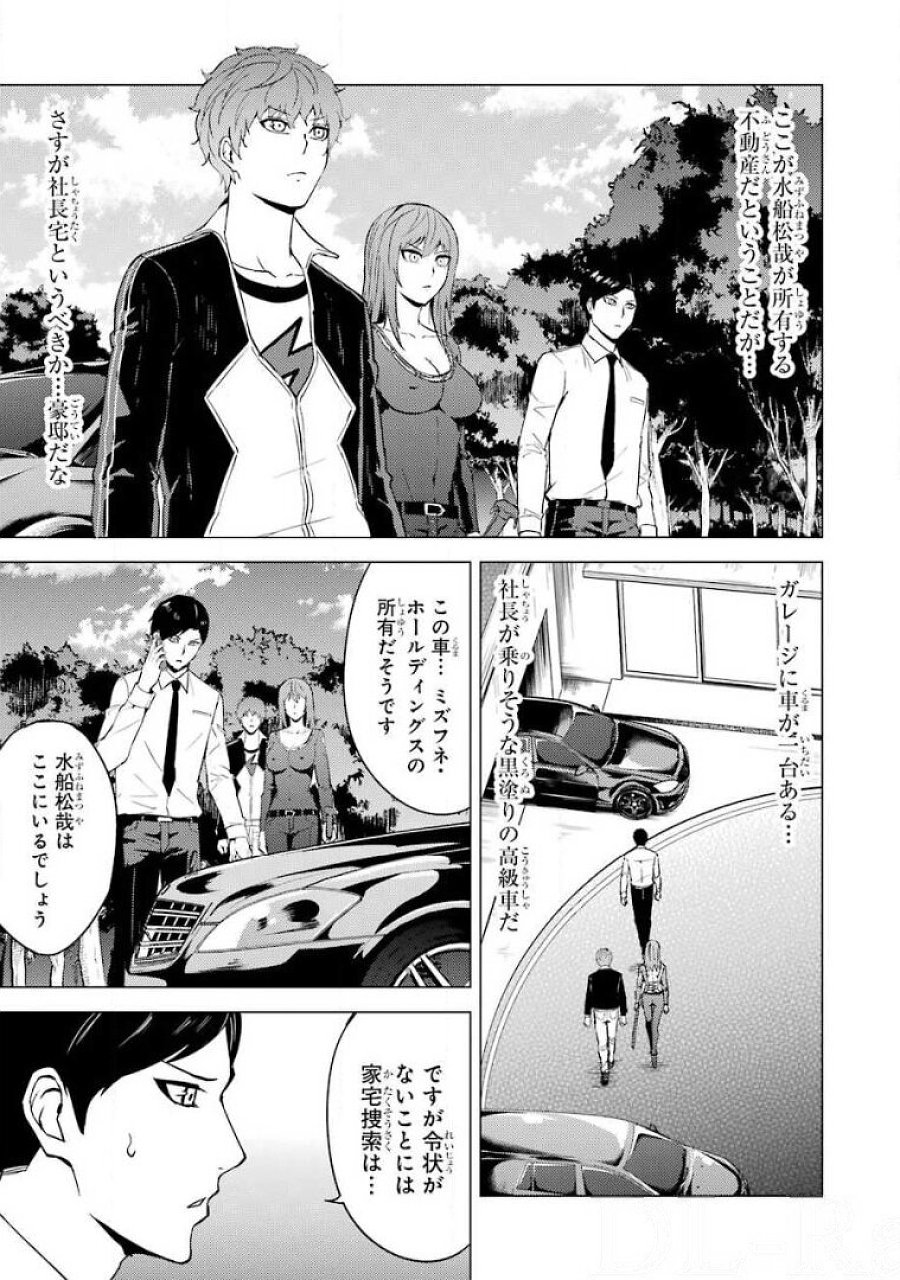 ここが水船松哉が所有する
不動産だということだが…
さすが社長宅というべきか…豪邸だな
ガレージに車が一台ある…
社長が乗りそうな黒塗りの高級車だ
この車…ミズフネ・
ホールディングスの
所有だそうです
水船松哉は
ここにいるでしょう
ですが令状が
ないことには
家宅捜索は…